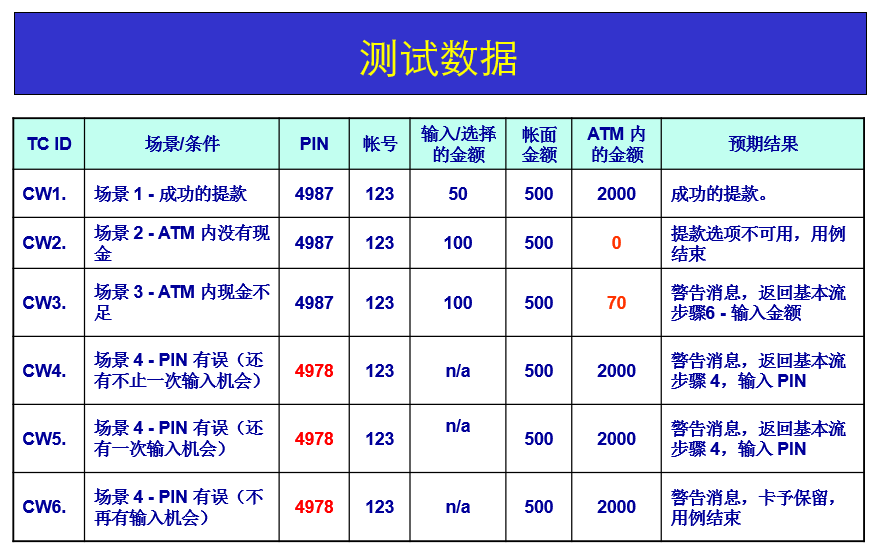 测试数据
TC ID 场景/条件 PIN 帐号 输入/选择的金额 帐面金额 ATM 内的金额 预期结果
CW1. 场景 1 - 成功的提款 4987 123 50 500 2000 成功的提款。
CW2. 场景 2 - ATM 内没有现金 4987 123 100 500 0 提款选项不可用，用例结束
CW3. 场景 3 - ATM 内现金不足 4987 123 100 500 70 警告消息，返回基本流步骤6 - 输入金额
CW4. 场景 4 - PIN 有误（还有不止一次输入机会） 4978 123 n/a 500 2000 警告消息，返回基本流步骤 4，输入 PIN
CW5. 场景 4 - PIN 有误（还有一次输入机会） 4978 123 n/a 500 2000 警告消息，返回基本流步骤 4，输入 PIN
CW6. 场景 4 - PIN 有误（不再有输入机会） 4978 123 n/a 500 2000 警告消息，卡予保留，用例结束